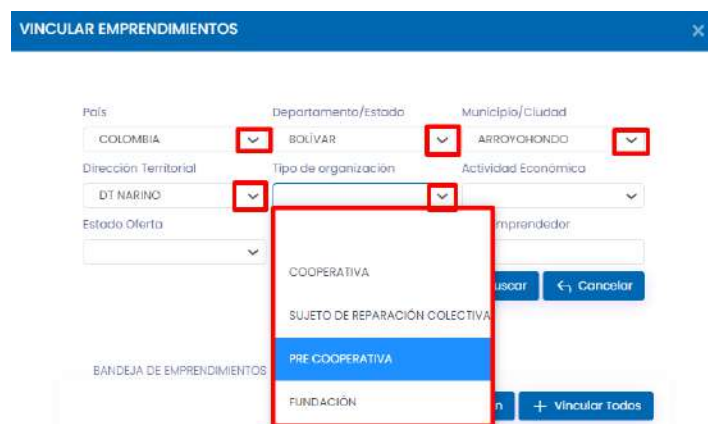 VINCULAR EMPRENDIMIENTOS
País Departamento/Estado Municipio/Ciudad
COLOMBIA BOLÍVAR ARROYOHONDO
Dirección Territorial Tipo de organización Actividad Económica
DT NARINO
Estado Oferta mprendedor
COOPERATIVA
uscar Cancelar
SUJETO DE REPARACIÓN COLECTIVA
PRE COOPERATIVA
BANDEJA DE EMPRENDIMIENTOS
FUNDACIÓN
n + Vincular Todos